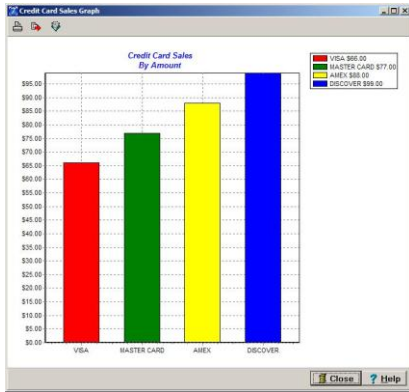 Credit Card Sales Graph
Credit Card Sales
By Amount
VISA $66.00
MASTER CARD $77.00
AMEX $88.00
DISCOVER $99.00
$95.00
$90.00
$85.00
$80.00
$75.00
$70.00
$65.00
$60.00
$55.00
$50.00
$45.00
$40.00
$35.00
$30.00
$25.00
$20.00
$15.00
$10.00
$5.00
$0.00
VISA
MASTER CARD
AMEX
DISCOVER
Close
? Help